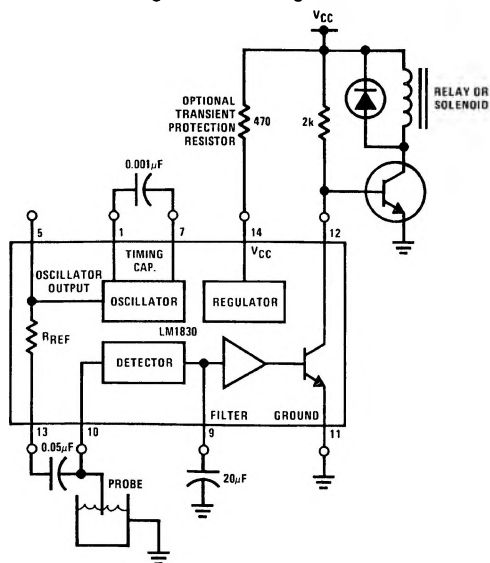 VCC
OPTIONAL
TRANSIENT
PROTECTION
RESISTOR
470
2k
RELAY OR
SOLENOID
0.001μF
5
1
7
14
12
TIMING
CAP.
VCC
OSCILLATOR
OUTPUT
OSCILLATOR
REGULATOR
RREF
LM1830
DETECTOR
FILTER
GROUND
13
10
9
11
0.05μF
PROBE
20μF